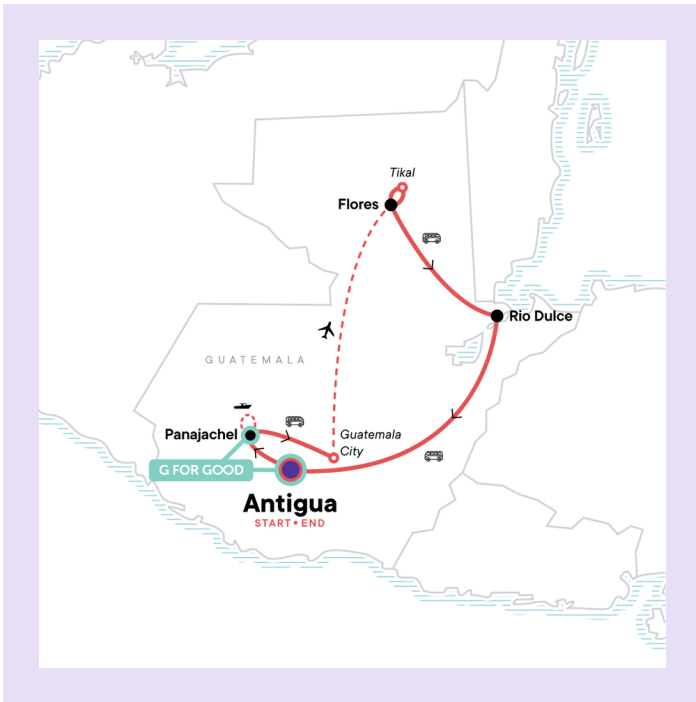 Tikal
Flores
Rio Dulce
GUATEMALA
Panajachel
Guatemala
City
G FOR GOOD
Antigua
START • END